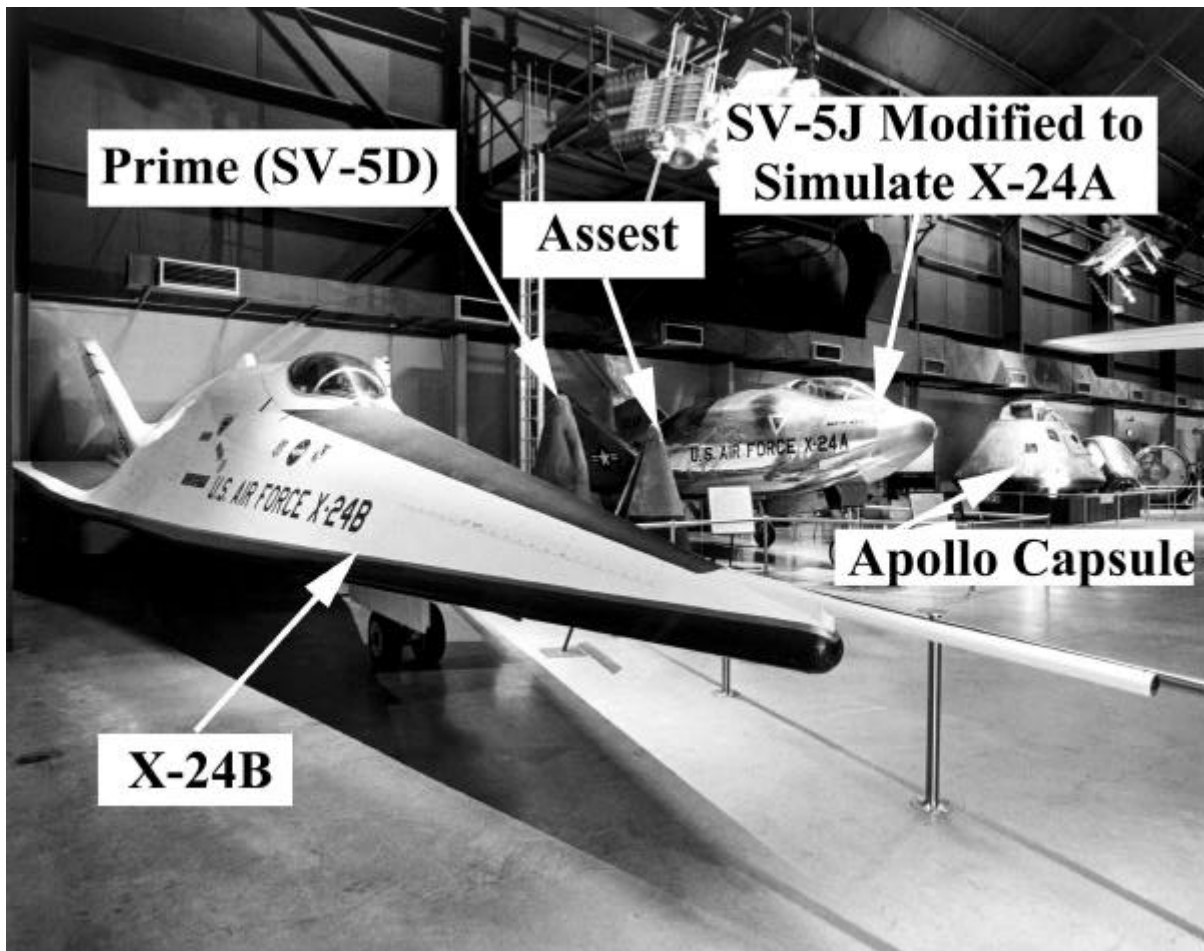 Prime (SV-5D)
Assest
SV-5J Modified to
Simulate X-24A
U.S. AIR FORCE X-24A
U.S. AIR FORCE X-24B
Apollo Capsule
X-24B